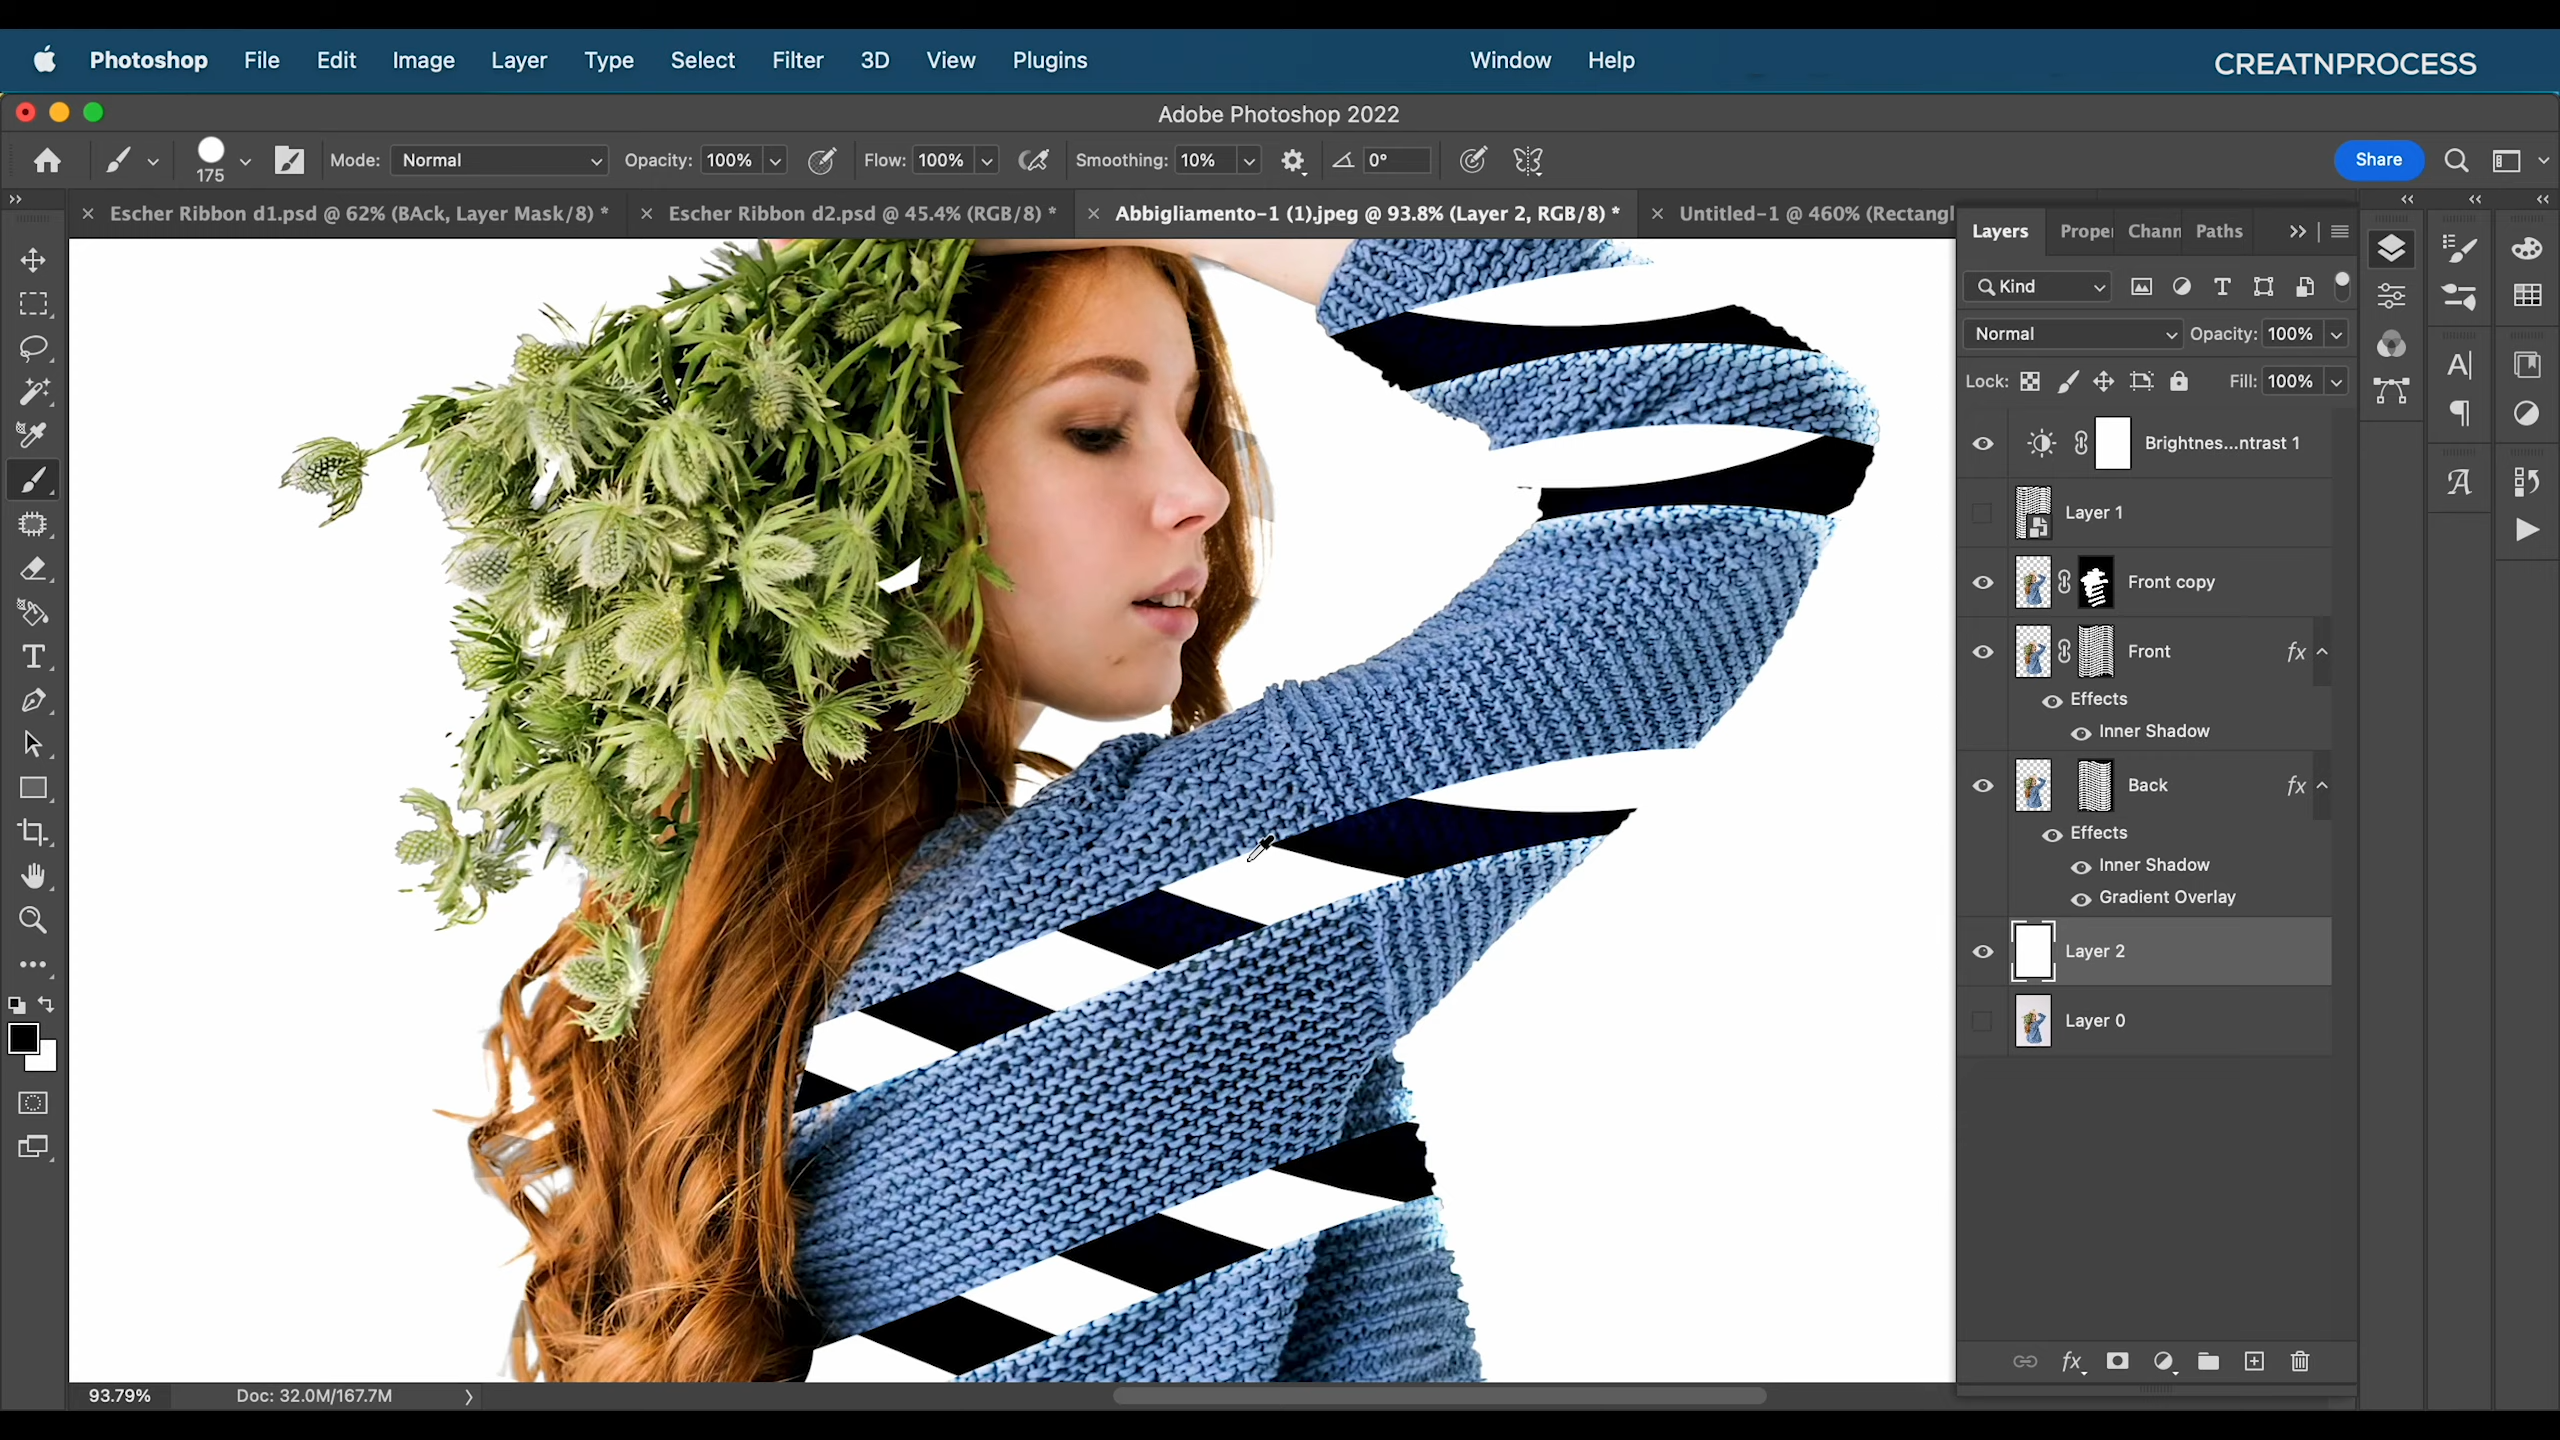 Photoshop File Edit Image Layer Type Select Filter 3D View Plugins Window Help CREATNPROCESS
Adobe Photoshop 2022
175 Mode: Normal Opacity: 100% Flow: 100% Smoothing: 10% 0° Share
Escher Ribbon d1.psd @ 62% (BAck, Layer Mask/8) * Escher Ribbon d2.psd @ 45.4% (RGB/8) * Abbigliamento-1 (1).jpeg @ 93.8% (Layer 2, RGB/8) * Untitled-1 @ 460% (Rectangl
Layers Proper Chann Paths
Kind
Normal Opacity: 100%
Lock: Fill: 100%
Brightnes...ntrast 1
Layer 1
Front copy
Front fx
Effects
Inner Shadow
Back fx
Effects
Inner Shadow
Gradient Overlay
Layer 2
Layer 0
fx
93.79% Doc: 32.0M/167.7M